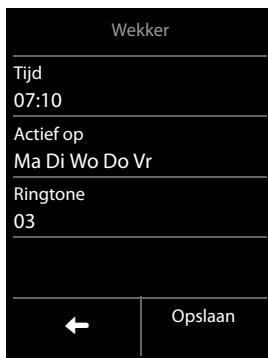 Wekker
Tijd
07:10
Actief op
Ma Di Wo Do Vr
Ringtone
03
Opslaan